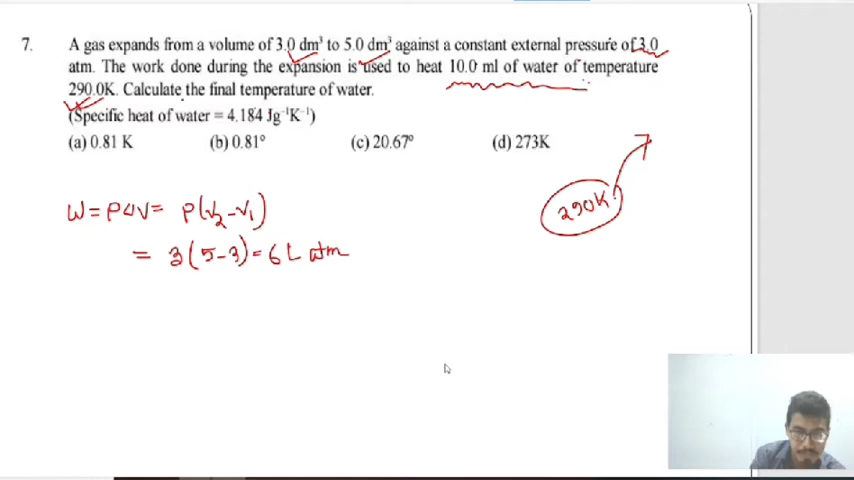 7. A gas expands from a volume of 3.0 dm³ to 5.0 dm³ against a constant external pressure of 3.0
atm. The work done during the expansion is used to heat 10.0 ml of water of temperature
290.0K. Calculate the final temperature of water.
(Specific heat of water = 4.184 Jg⁻¹K⁻¹)
(a) 0.81 K (b) 0.81° (c) 20.67° (d) 273K
290K
W = PΔV = P(V₂-V₁)
= 3(5-3) = 6 L atm